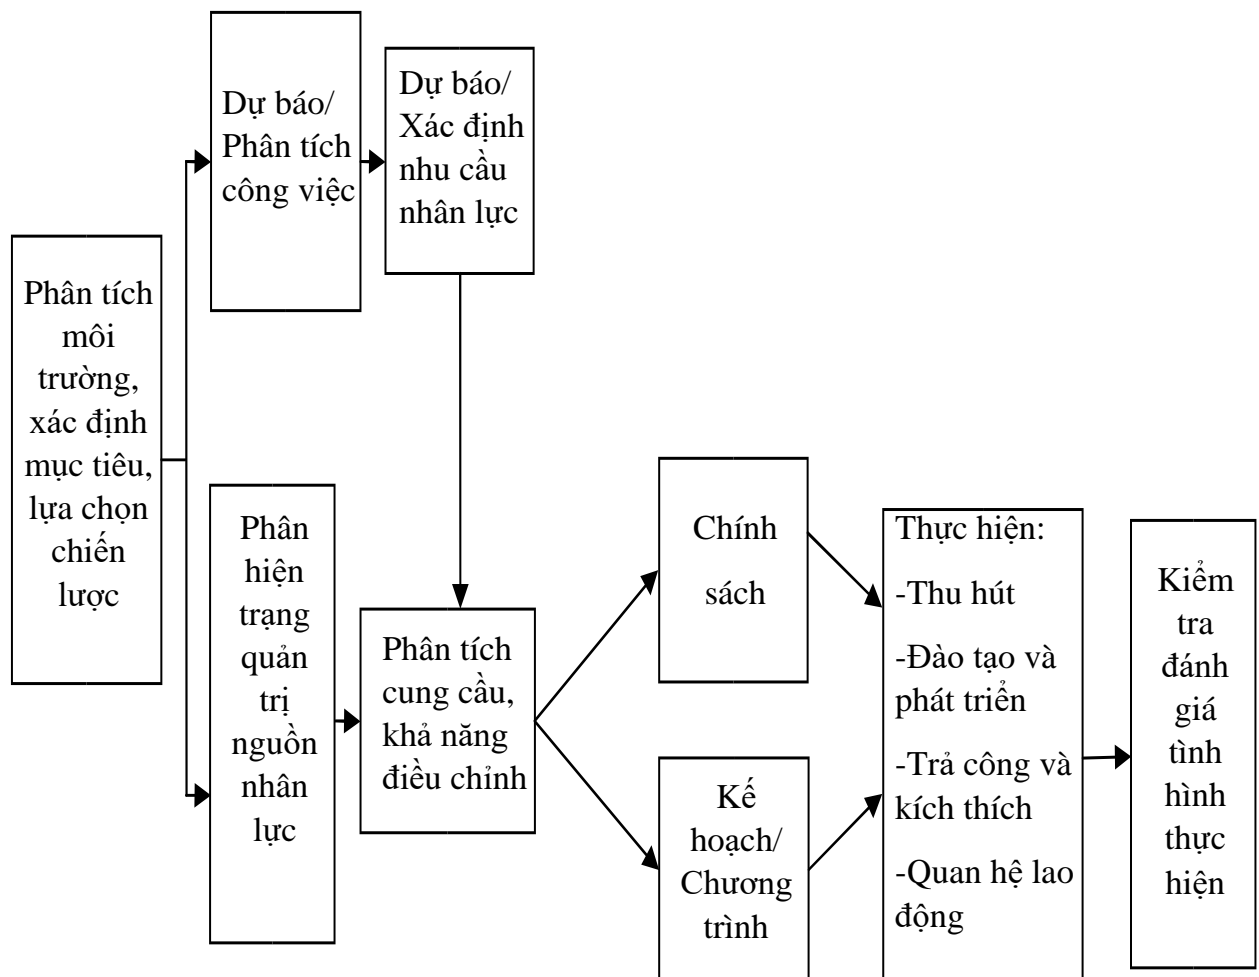 Phân tích
môi
trường,
xác định
mục tiêu,
lựa chọn
chiến
lược
Dự báo/
Phân tích
công việc
Dự báo/
Xác định
nhu cầu
nhân lực
Phân
hiện
trạng
quản
trị
nguồn
nhân
lực
Phân tích
cung cầu,
khả năng
điều chỉnh
Chính
sách
Kế
hoạch/
Chương
trình
Thực hiện:
-Thu hút
-Đào tạo và
phát triển
-Trả công và
kích thích
-Quan hệ lao
động
Kiểm
tra
đánh
giá
tình
hình
thực
hiện